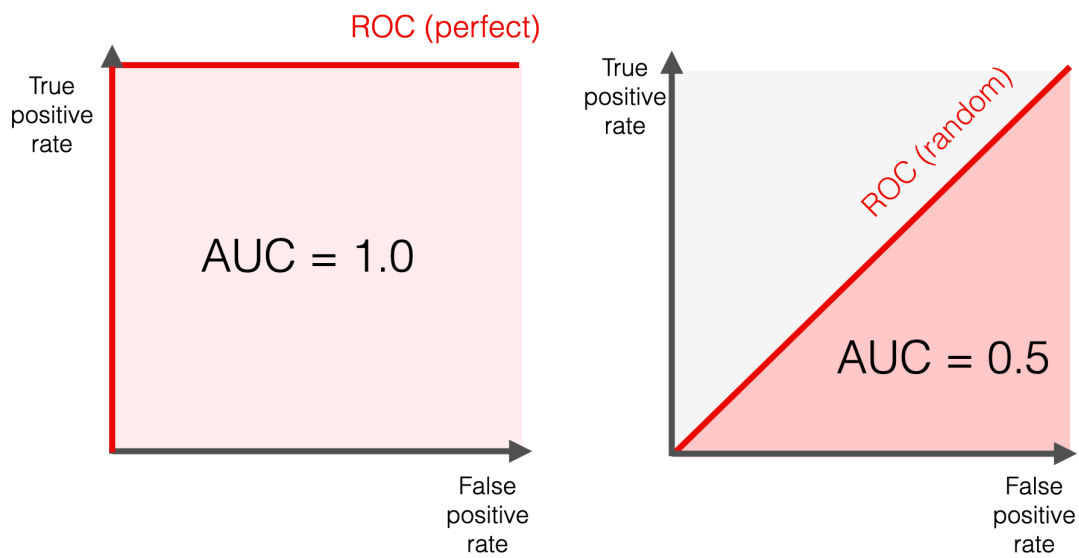 ROC (perfect)
True
positive
rate
AUC = 1.0
False
positive
rate
True
positive
rate
ROC (random)
AUC = 0.5
False
positive
rate